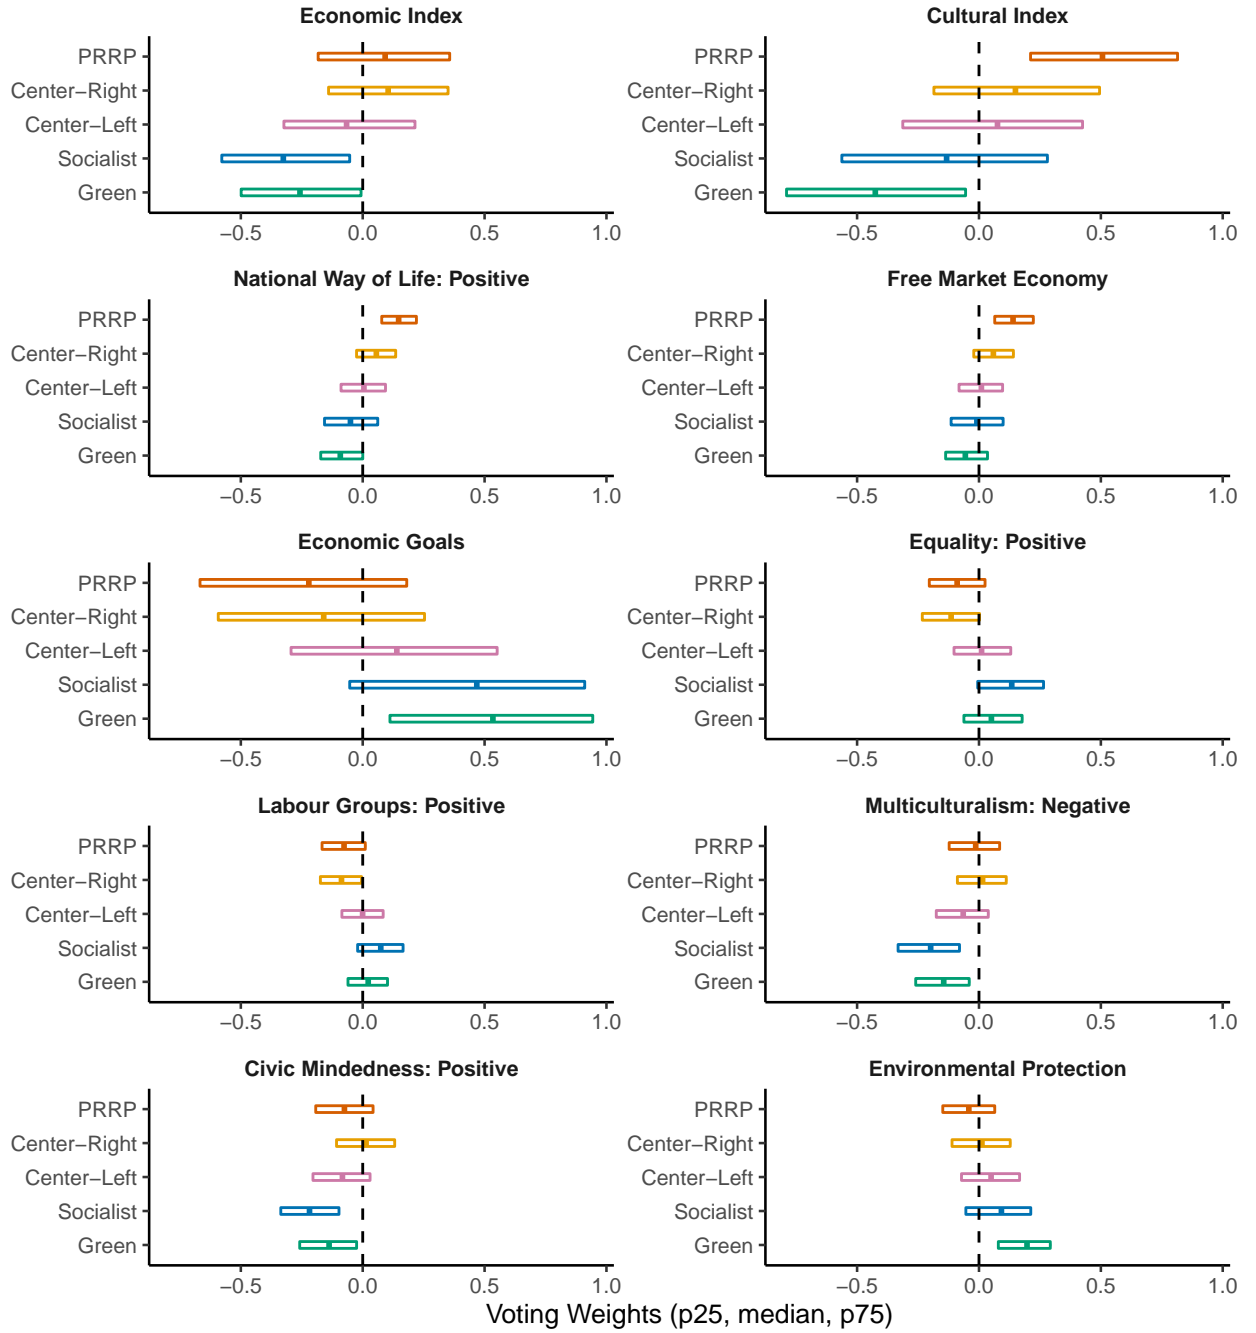 Economic Index
PRRP
Center−Right
Center−Left
Socialist
Green
−0.5 0.0 0.5 1.0
Cultural Index
PRRP
Center−Right
Center−Left
Socialist
Green
−0.5 0.0 0.5 1.0
National Way of Life: Positive
PRRP
Center−Right
Center−Left
Socialist
Green
−0.5 0.0 0.5 1.0
Free Market Economy
PRRP
Center−Right
Center−Left
Socialist
Green
−0.5 0.0 0.5 1.0
Economic Goals
PRRP
Center−Right
Center−Left
Socialist
Green
−0.5 0.0 0.5 1.0
Equality: Positive
PRRP
Center−Right
Center−Left
Socialist
Green
−0.5 0.0 0.5 1.0
Labour Groups: Positive
PRRP
Center−Right
Center−Left
Socialist
Green
−0.5 0.0 0.5 1.0
Multiculturalism: Negative
PRRP
Center−Right
Center−Left
Socialist
Green
−0.5 0.0 0.5 1.0
Civic Mindedness: Positive
PRRP
Center−Right
Center−Left
Socialist
Green
−0.5 0.0 0.5 1.0
Environmental Protection
PRRP
Center−Right
Center−Left
Socialist
Green
−0.5 0.0 0.5 1.0
Voting Weights (p25, median, p75)